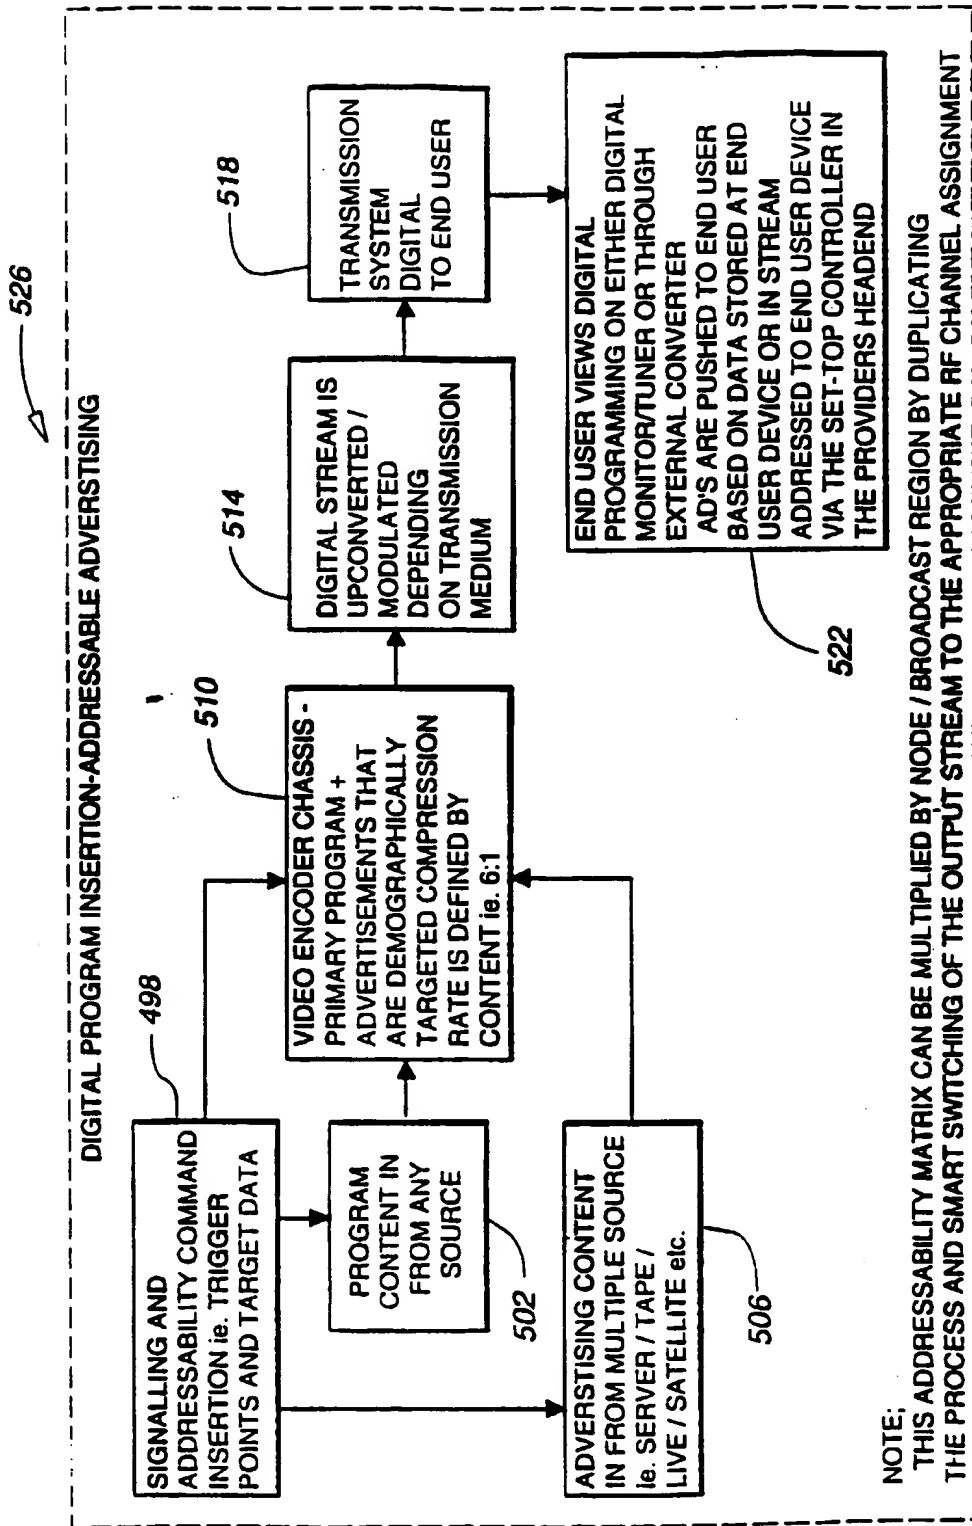 526
DIGITAL PROGRAM INSERTION-ADDRESSABLE ADVERSTISING
498
SIGNALLING AND
ADDRESSABILITY COMMAND
INSERTION ie. TRIGGER
POINTS AND TARGET DATA
PROGRAM
CONTENT IN
FROM ANY
SOURCE
502
ADVERSTISING CONTENT
IN FROM MULTIPLE SOURCE
ie. SERVER / TAPE /
LIVE / SATELLITE etc.
506
510
VIDEO ENCODER CHASSIS -
PRIMARY PROGRAM +
ADVERTISEMENTS THAT
ARE DEMOGRAPHICALLY
TARGETED COMPRESSION
RATE IS DEFINED BY
CONTENT ie. 6:1
514
DIGITAL STREAM IS
UPCONVERTED /
MODULATED
DEPENDING
ON TRANSMISSION
MEDIUM
518
TRANSMISSION
SYSTEM
DIGITAL
TO END USER
END USER VIEWS DIGITAL
PROGRAMMING ON EITHER DIGITAL
MONITOR/TUNER OR THROUGH
EXTERNAL CONVERTER
AD'S ARE PUSHED TO END USER
BASED ON DATA STORED AT END
USER DEVICE OR IN STREAM
ADDRESSED TO END USER DEVICE
VIA THE SET-TOP CONTROLLER IN
THE PROVIDERS HEADEND
522
NOTE;
THIS ADDRESSABILITY MATRIX CAN BE MULTIPLIED BY NODE / BROADCAST REGION BY DUPLICATING
THE PROCESS AND SMART SWITCHING OF THE OUTPUT STREAM TO THE APPROPRIATE RF CHANNEL ASSIGNMENT